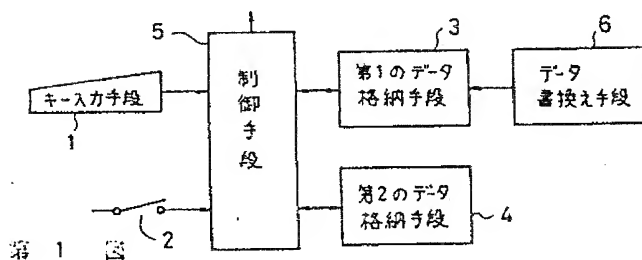 5
3
6
キー入力手段
1
制御手段
第1のデータ
格納手段
データ
書換え手段
2
第2のデータ
格納手段
4
第 1 図